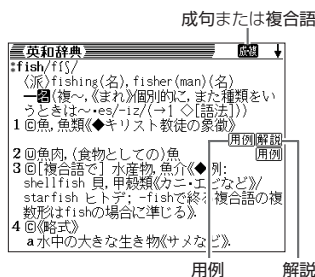 成句または複合語
英和辞典 成複 ↓
:fish/fíʃ/
(派)fishing(名), fisher(man)(名)
―名(複~,《まれ》個別的に, また種類をい
うときは~・es/-iz/(→1 ◇[語法]))
1 Ⓒ魚, 魚類《◆キリスト教徒の象徴》
用例 解説
2 Ⓤ魚肉, (食物としての)魚 用例
3 Ⓒ[複合語で] 水産物, 魚介《◆ 例:
shellfish 貝, 甲殻類《カニ・エビなど》/
starfish ヒトデ; -fishで終る 複合語の複
数形はfishの場合に準じる》.
4 Ⓒ《略式》
a 水中の大きな生き物《サメなど》.
用例 解説